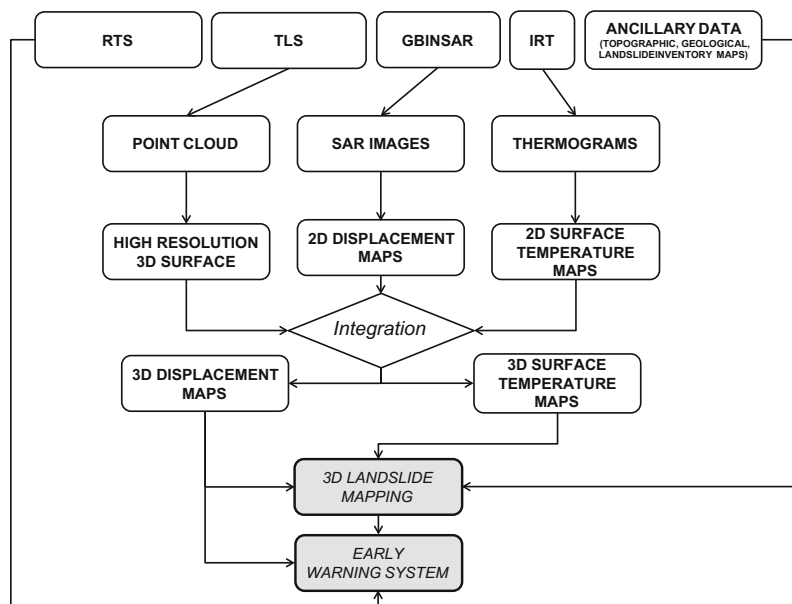 RTS
TLS
GBINSAR
IRT
ANCILLARY DATA
(TOPOGRAPHIC, GEOLOGICAL,
LANDSLIDEINVENTORY MAPS)
POINT CLOUD
SAR IMAGES
THERMOGRAMS
HIGH RESOLUTION
3D SURFACE
2D DISPLACEMENT
MAPS
2D SURFACE
TEMPERATURE
MAPS
Integration
3D DISPLACEMENT
MAPS
3D SURFACE
TEMPERATURE
MAPS
3D LANDSLIDE
MAPPING
EARLY
WARNING SYSTEM